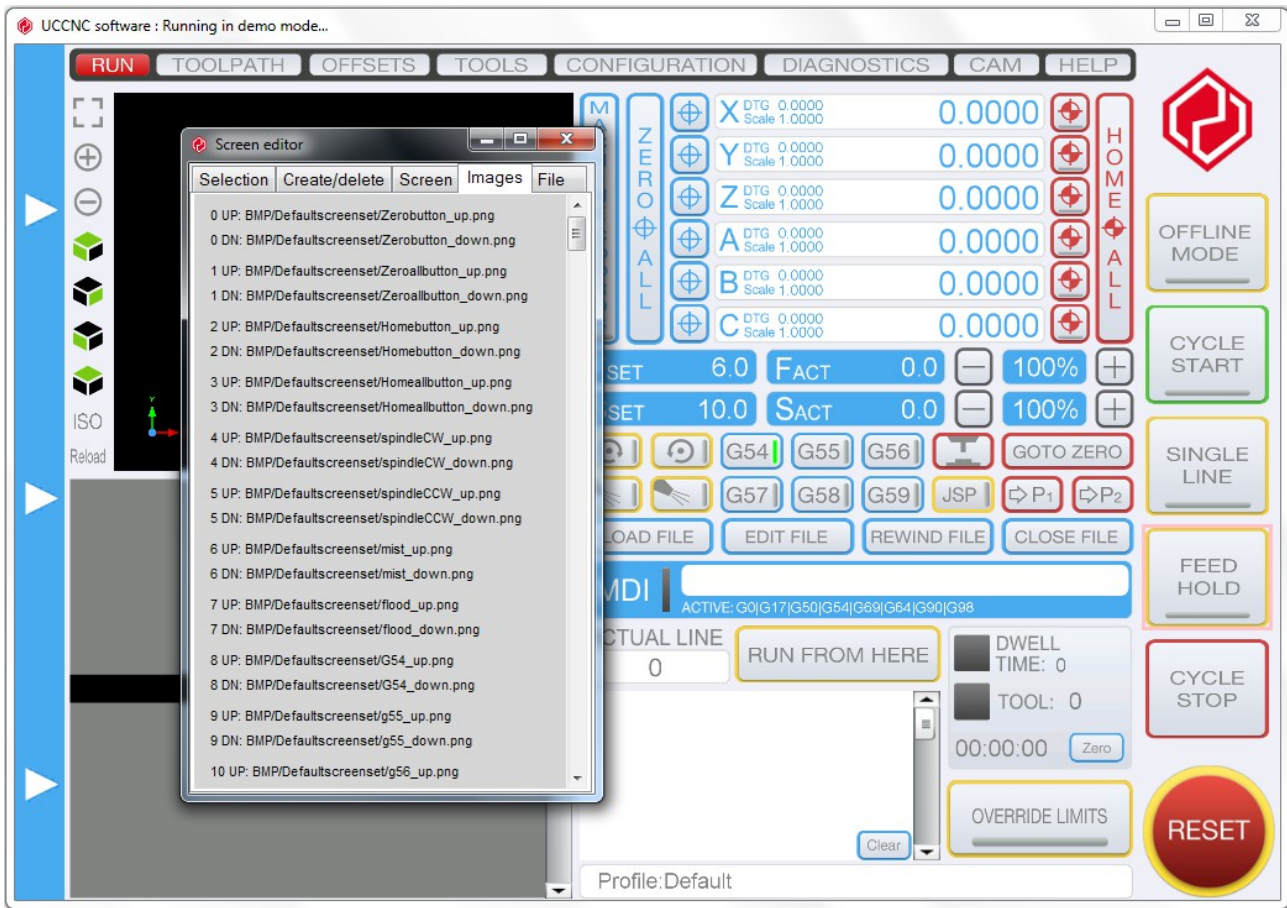 UCCNC software : Running in demo mode...
RUN TOOLPATH OFFSETS TOOLS CONFIGURATION DIAGNOSTICS CAM HELP
Screen editor
Selection Create/delete Screen Images File
0 UP: BMP/Defaultscreenset/Zerobutton_up.png
0 DN: BMP/Defaultscreenset/Zerobutton_down.png
1 UP: BMP/Defaultscreenset/Zeroallbutton_up.png
1 DN: BMP/Defaultscreenset/Zeroallbutton_down.png
2 UP: BMP/Defaultscreenset/Homebutton_up.png
2 DN: BMP/Defaultscreenset/Homebutton_down.png
3 UP: BMP/Defaultscreenset/Homeallbutton_up.png
3 DN: BMP/Defaultscreenset/Homeallbutton_down.png
4 UP: BMP/Defaultscreenset/spindleCW_up.png
4 DN: BMP/Defaultscreenset/spindleCW_down.png
5 UP: BMP/Defaultscreenset/spindleCCW_up.png
5 DN: BMP/Defaultscreenset/spindleCCW_down.png
6 UP: BMP/Defaultscreenset/mist_up.png
6 DN: BMP/Defaultscreenset/mist_down.png
7 UP: BMP/Defaultscreenset/flood_up.png
7 DN: BMP/Defaultscreenset/flood_down.png
8 UP: BMP/Defaultscreenset/G54_up.png
8 DN: BMP/Defaultscreenset/G54_down.png
9 UP: BMP/Defaultscreenset/g55_up.png
9 DN: BMP/Defaultscreenset/g55_down.png
10 UP: BMP/Defaultscreenset/g56_up.png
ISO
Reload
Y
ZERO ALL
X DTG 0.0000 Scale 1.0000 0.0000
Y DTG 0.0000 Scale 1.0000 0.0000
Z DTG 0.0000 Scale 1.0000 0.0000
A DTG 0.0000 Scale 1.0000 0.0000
B DTG 0.0000 Scale 1.0000 0.0000
C DTG 0.0000 Scale 1.0000 0.0000
HOME ALL
SET 6.0 FACT 0.0 100%
SET 10.0 SACT 0.0 100%
G54 G55 G56 GOTO ZERO
G57 G58 G59 JSP P1 P2
OAD FILE EDIT FILE REWIND FILE CLOSE FILE
MDI
ACTIVE: G0|G17|G50|G54|G69|G64|G90|G98
CTUAL LINE
0
RUN FROM HERE
DWELL
TIME: 0
TOOL: 0
00:00:00 Zero
OVERRIDE LIMITS
Clear
Profile:Default
OFFLINE
MODE
CYCLE
START
SINGLE
LINE
FEED
HOLD
CYCLE
STOP
RESET